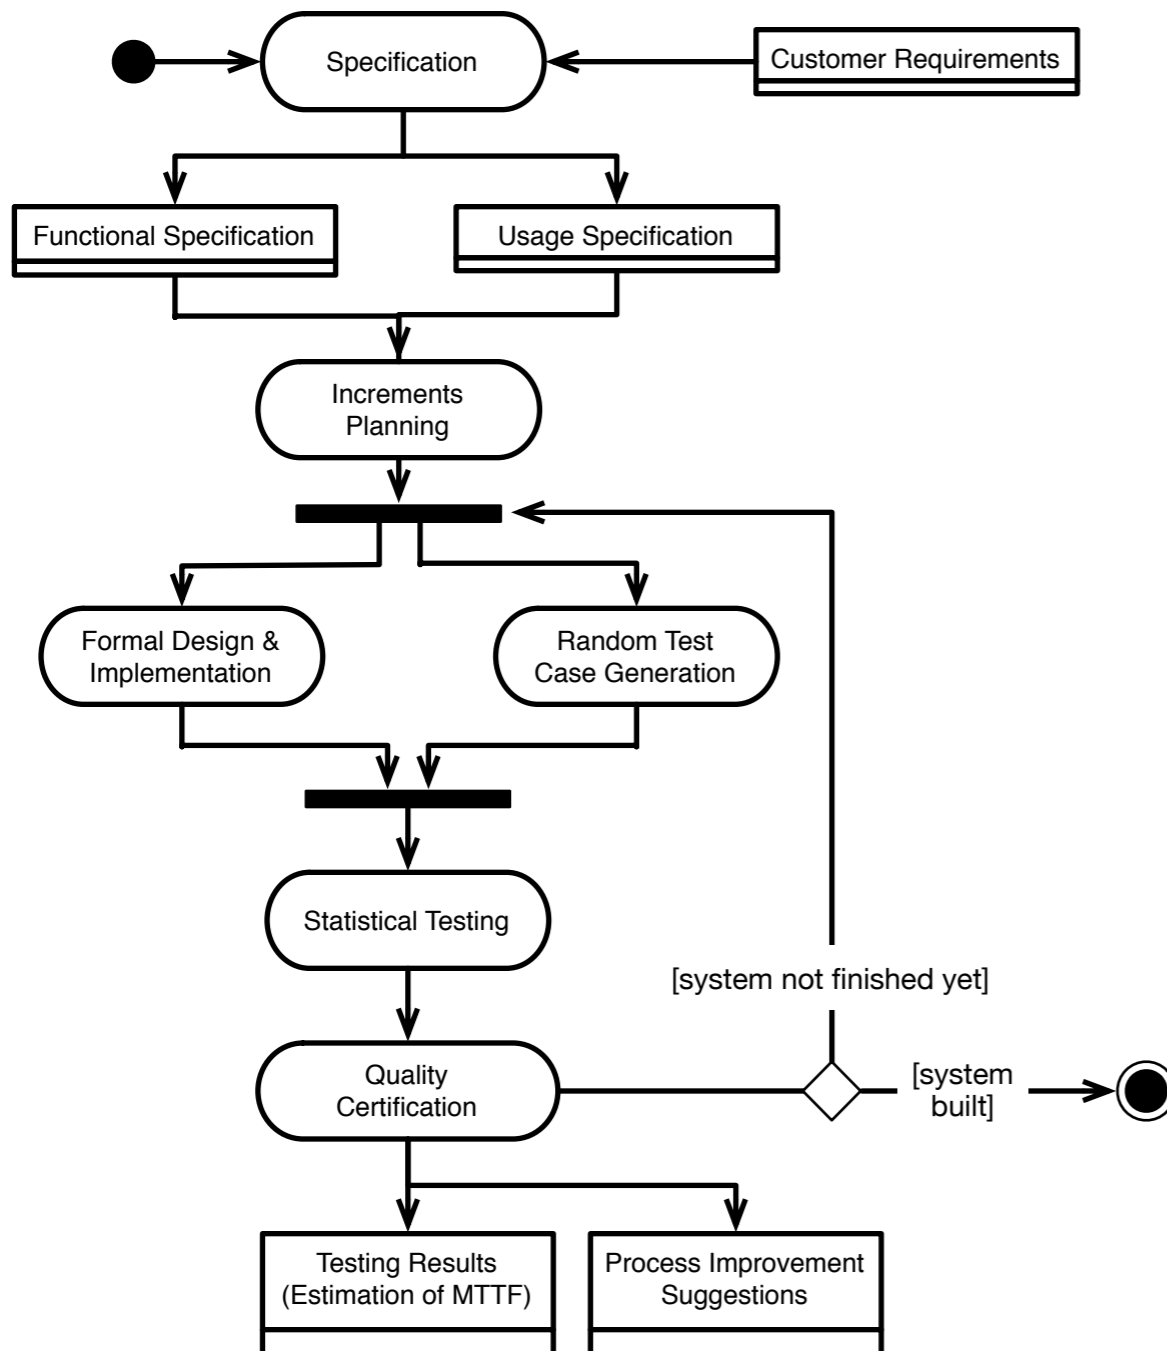 Specification
Customer Requirements
Functional Specification
Usage Specification
Increments
Planning
Formal Design &
Implementation
Random Test
Case Generation
Statistical Testing
[system not finished yet]
Quality
Certification
[system
built]
Testing Results
(Estimation of MTTF)
Process Improvement
Suggestions